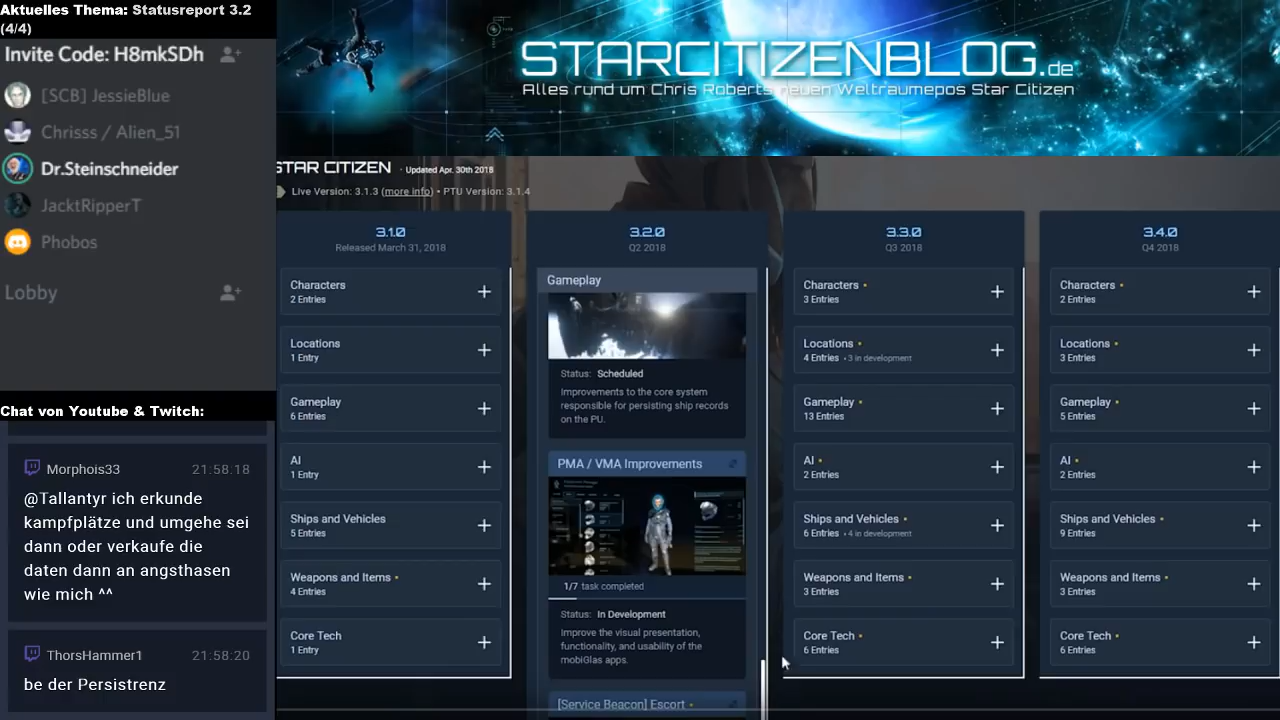 Aktuelles Thema: Statusreport 3.2
(4/4)
Invite Code: H8mkSDh
[SCB] JessieBlue
Chrisss / Alien_51
Dr.Steinschneider
JacktRipperT
Phobos
Lobby
Chat von Youtube & Twitch:
Morphois33 21:58:18
@Tallantyr ich erkunde
kampfplätze und umgehe sei
dann oder verkaufe die
daten dann an angsthasen
wie mich ^^
ThorsHammer1 21:58:20
be der Persistrenz
STARCITIZENBLOG.de
Alles rund um Chris Roberts neuen Weltraumepos Star Citizen
STAR CITIZEN • Updated Apr. 30th 2018
Live Version: 3.1.3 (more info) • PTU Version: 3.1.4
3.1.0
Released March 31, 2018
Characters
2 Entries
Locations
1 Entry
Gameplay
6 Entries
AI
1 Entry
Ships and Vehicles
5 Entries
Weapons and Items •
4 Entries
Core Tech
1 Entry
3.2.0
Q2 2018
Gameplay
Status: Scheduled
Improvements to the core system
responsible for persisting ship records
on the PU.
PMA / VMA Improvements
1/7 task completed
Status: In Development
Improve the visual presentation,
functionality, and usability of the
mobiGlas apps.
[Service Beacon] Escort •
3.3.0
Q3 2018
Characters •
3 Entries
Locations •
4 Entries • 3 in development
Gameplay •
13 Entries
AI •
2 Entries
Ships and Vehicles •
6 Entries • 4 in development
Weapons and Items •
3 Entries
Core Tech •
6 Entries
3.4.0
Q4 2018
Characters •
2 Entries
Locations •
3 Entries
Gameplay •
5 Entries
AI •
2 Entries
Ships and Vehicles •
9 Entries
Weapons and Items •
3 Entries
Core Tech •
6 Entries